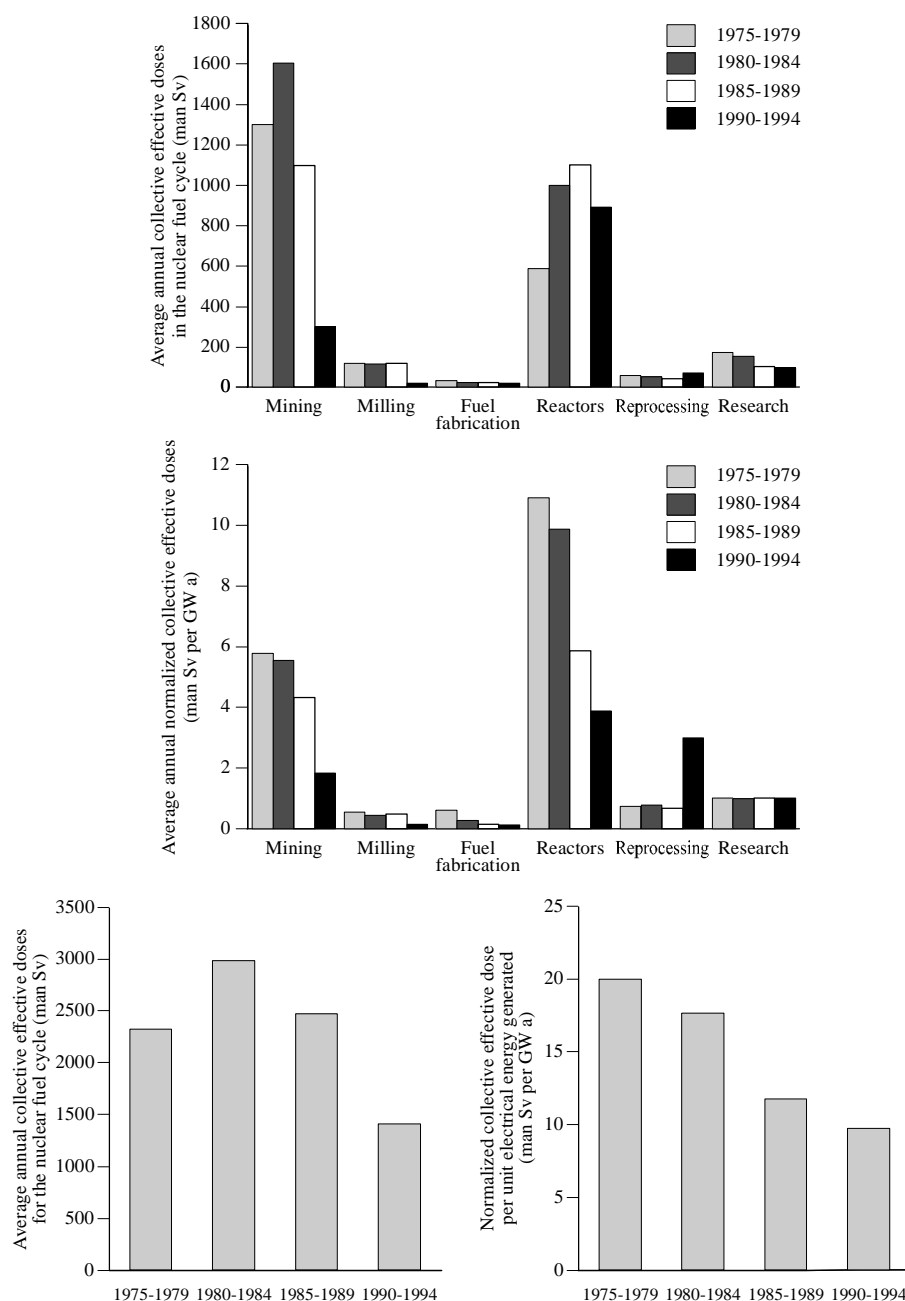 Average annual collective effective doses
in the nuclear fuel cycle (man Sv)
1800
1600
1400
1200
1000
800
600
400
200
0
1975-1979
1980-1984
1985-1989
1990-1994
Mining
Milling
Fuel
fabrication
Reactors
Reprocessing
Research
Average annual normalized collective effective doses
(man Sv per GW a)
12
10
8
6
4
2
0
1975-1979
1980-1984
1985-1989
1990-1994
Mining
Milling
Fuel
fabrication
Reactors
Reprocessing
Research
Average annual collective effective doses
for the nuclear fuel cycle (man Sv)
3500
3000
2500
2000
1500
1000
500
0
1975-1979 1980-1984 1985-1989 1990-1994
Normalized collective effective dose
per unit electrical energy generated
(man Sv per GW a)
25
20
15
10
5
0
1975-1979 1980-1984 1985-1989 1990-1994